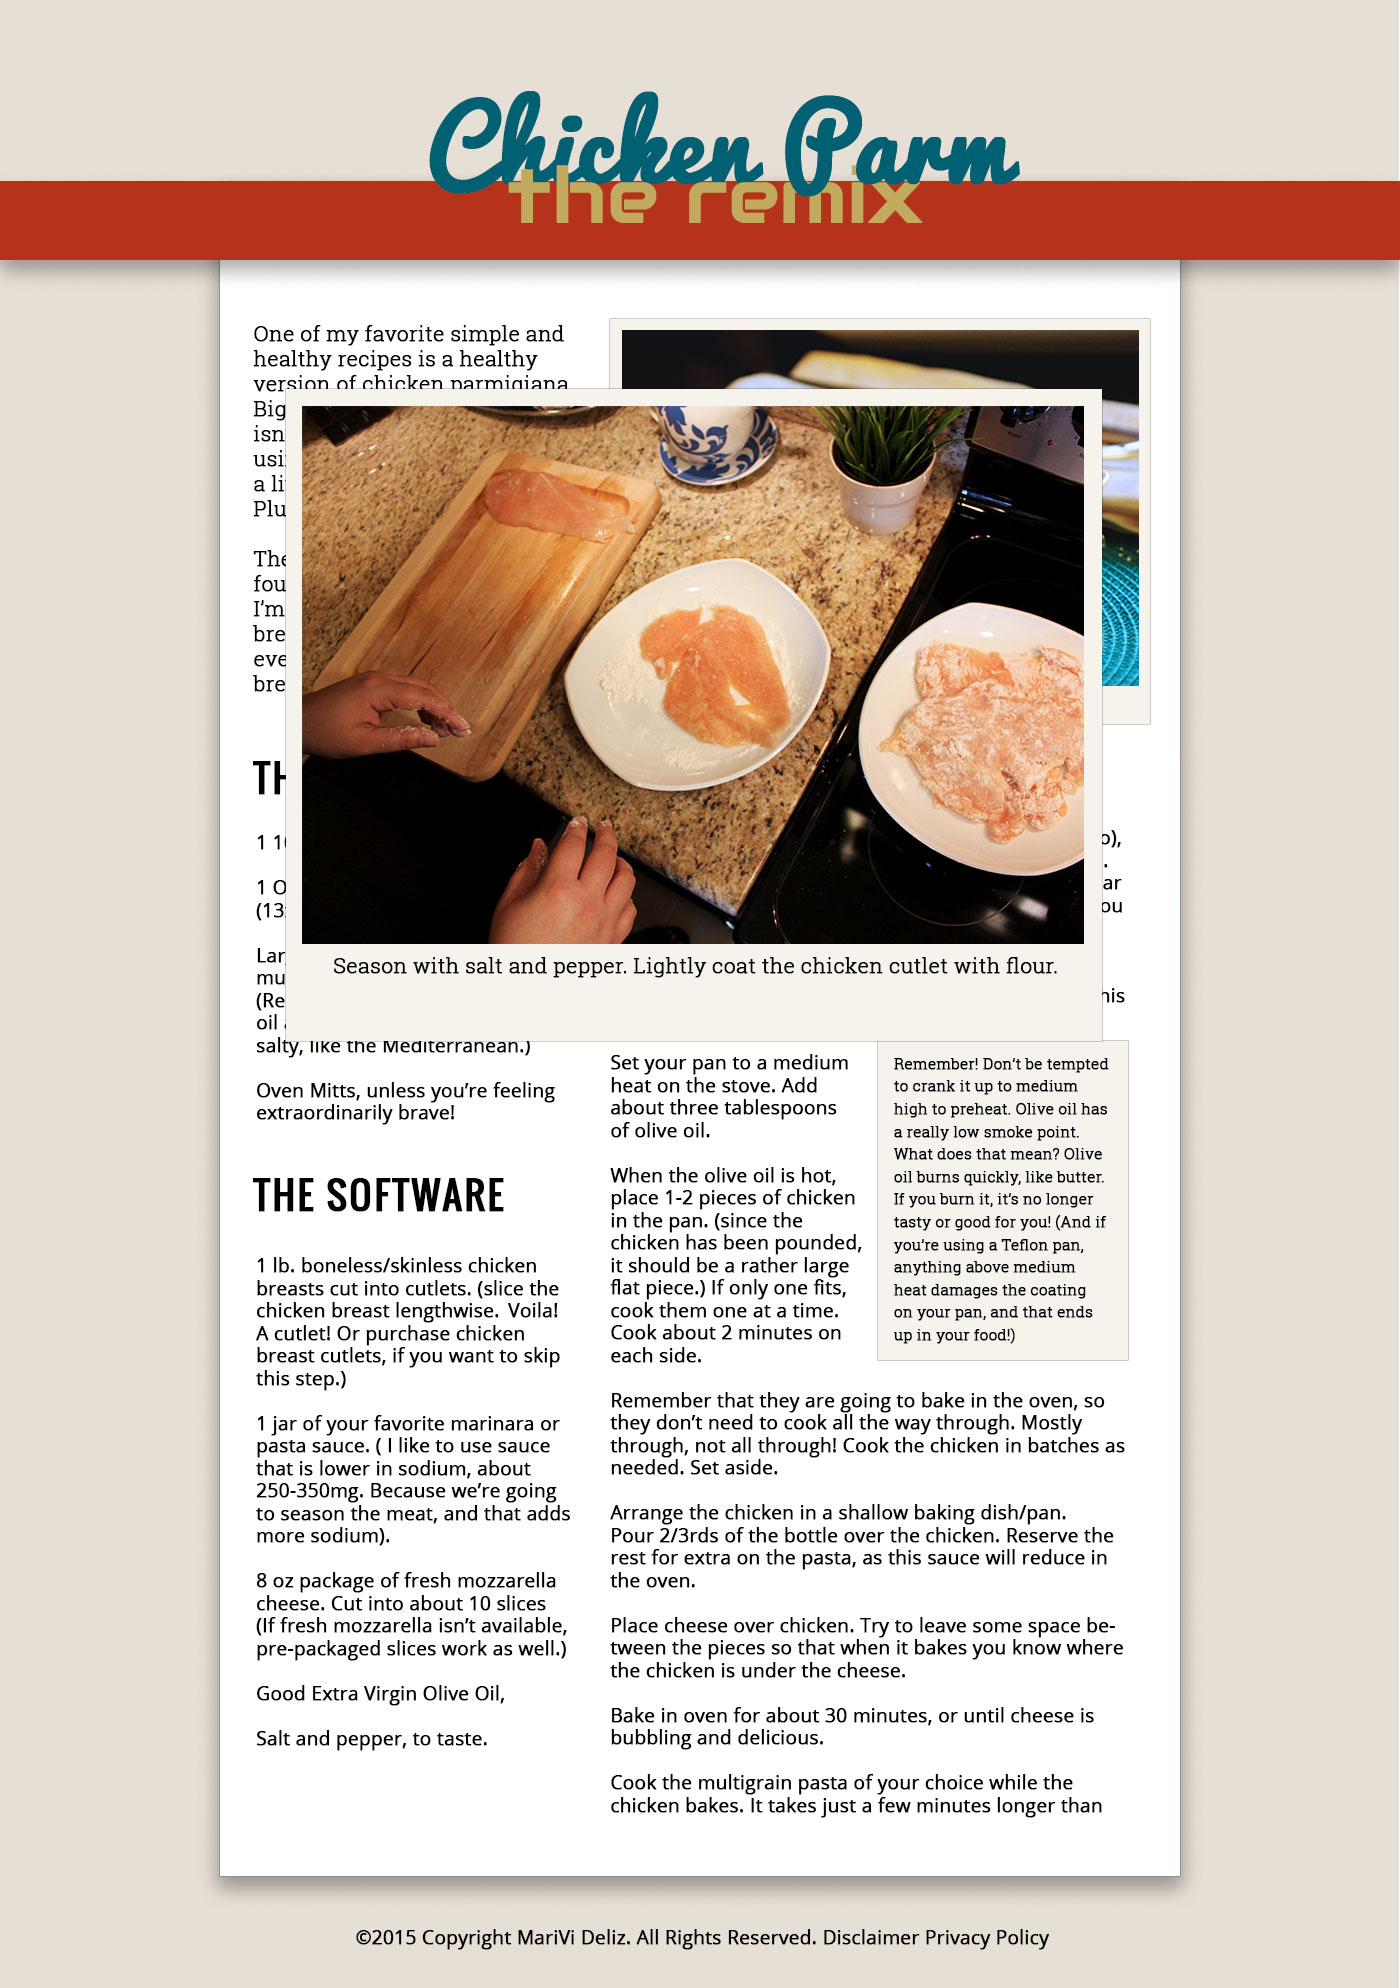 Chicken Parm
the remix
One of my favorite simple and
healthy recipes is a healthy
version of chicken parmigiana
Season with salt and pepper. Lightly coat the chicken cutlet with flour.
salty, like the Mediterranean.)
Oven Mitts, unless you’re feeling
extraordinarily brave!
THE SOFTWARE
1 lb. boneless/skinless chicken
breasts cut into cutlets. (slice the
chicken breast lengthwise. Voila!
A cutlet! Or purchase chicken
breast cutlets, if you want to skip
this step.)
1 jar of your favorite marinara or
pasta sauce. ( I like to use sauce
that is lower in sodium, about
250-350mg. Because we’re going
to season the meat, and that adds
more sodium).
8 oz package of fresh mozzarella
cheese. Cut into about 10 slices
(If fresh mozzarella isn’t available,
pre-packaged slices work as well.)
Good Extra Virgin Olive Oil,
Salt and pepper, to taste.
Set your pan to a medium
heat on the stove. Add
about three tablespoons
of olive oil.
When the olive oil is hot,
place 1-2 pieces of chicken
in the pan. (since the
chicken has been pounded,
it should be a rather large
flat piece.) If only one fits,
cook them one at a time.
Cook about 2 minutes on
each side.
Remember! Don’t be tempted
to crank it up to medium
high to preheat. Olive oil has
a really low smoke point.
What does that mean? Olive
oil burns quickly, like butter.
If you burn it, it’s no longer
tasty or good for you! (And if
you’re using a Teflon pan,
anything above medium
heat damages the coating
on your pan, and that ends
up in your food!)
Remember that they are going to bake in the oven, so
they don’t need to cook all the way through. Mostly
through, not all through! Cook the chicken in batches as
needed. Set aside.
Arrange the chicken in a shallow baking dish/pan.
Pour 2/3rds of the bottle over the chicken. Reserve the
rest for extra on the pasta, as this sauce will reduce in
the oven.
Place cheese over chicken. Try to leave some space be-
tween the pieces so that when it bakes you know where
the chicken is under the cheese.
Bake in oven for about 30 minutes, or until cheese is
bubbling and delicious.
Cook the multigrain pasta of your choice while the
chicken bakes. It takes just a few minutes longer than
©2015 Copyright MariVi Deliz. All Rights Reserved. Disclaimer Privacy Policy